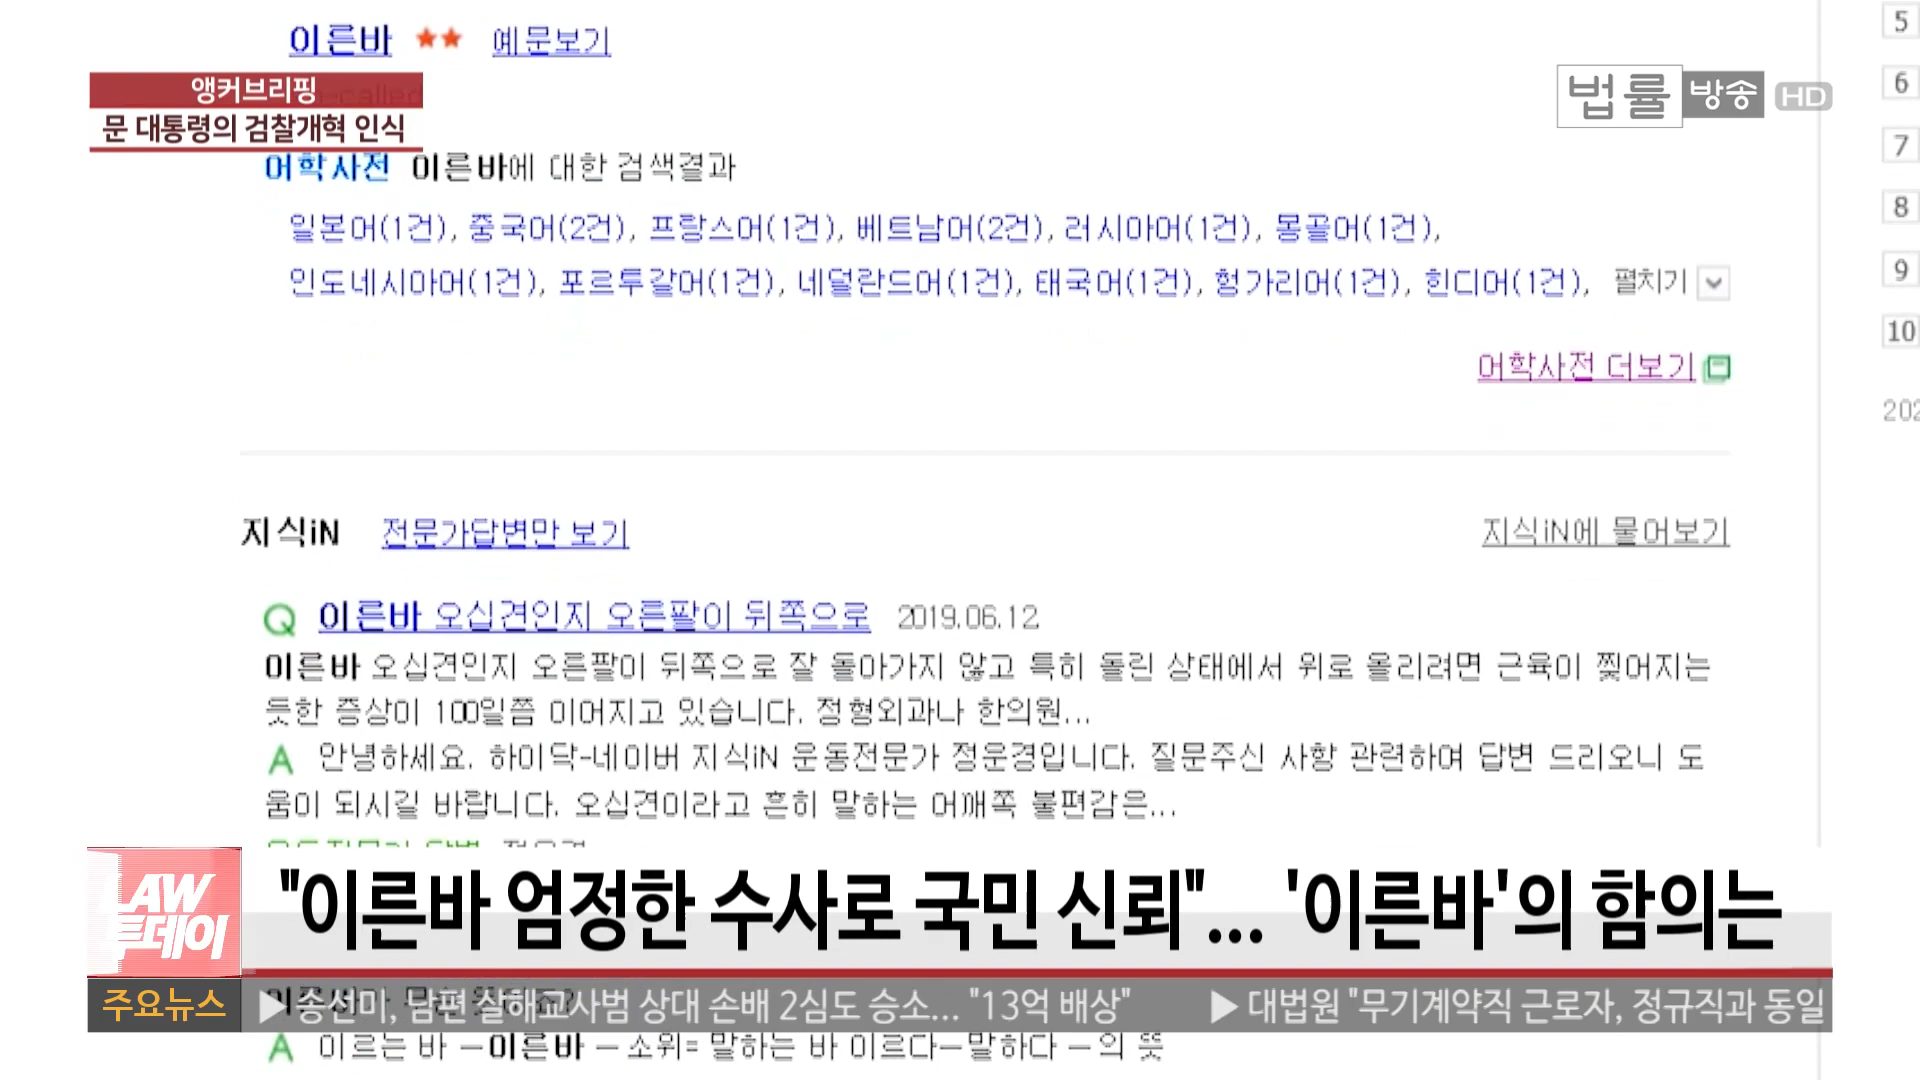 이른바 ★★ 예문보기
앵커브리핑
문 대통령의 검찰개혁 인식
법률방송 HD
어학사전 이른바에 대한 검색결과
일본어(1건), 중국어(2건), 프랑스어(1건), 베트남어(2건), 러시아어(1건), 몽골어(1건),
인도네시아어(1건), 포르투갈어(1건), 네덜란드어(1건), 태국어(1건), 헝가리어(1건), 힌디어(1건), 펼치기
어학사전 더보기
5
6
7
8
9
10
202
지식iN 전문가답변만 보기 지식iN에 물어보기
Q 이른바 오십견인지 오른팔이 뒤쪽으로 2019.06.12.
이른바 오십견인지 오른팔이 뒤쪽으로 잘 돌아가지 않고 특히 돌린 상태에서 위로 올리려면 근육이 찢어지는
듯한 증상이 100일쯤 이어지고 있습니다. 정형외과나 한의원...
A 안녕하세요. 하이닥-네이버 지식iN 운동전문가 정운경입니다. 질문주신 사항 관련하여 답변 드리오니 도
움이 되시길 바랍니다. 오십견이라고 흔히 말하는 어깨쪽 불편감은...
LAW 투데이
"이른바 엄정한 수사로 국민 신뢰"... '이른바'의 함의는
주요뉴스 ▶송선미, 남편 살해교사범 상대 손배 2심도 승소... "13억 배상" ▶대법원 "무기계약직 근로자, 정규직과 동일
A 이르는 바 –이른바 – 소위= 말하는 바 이르다–말하다 – 의 뜻